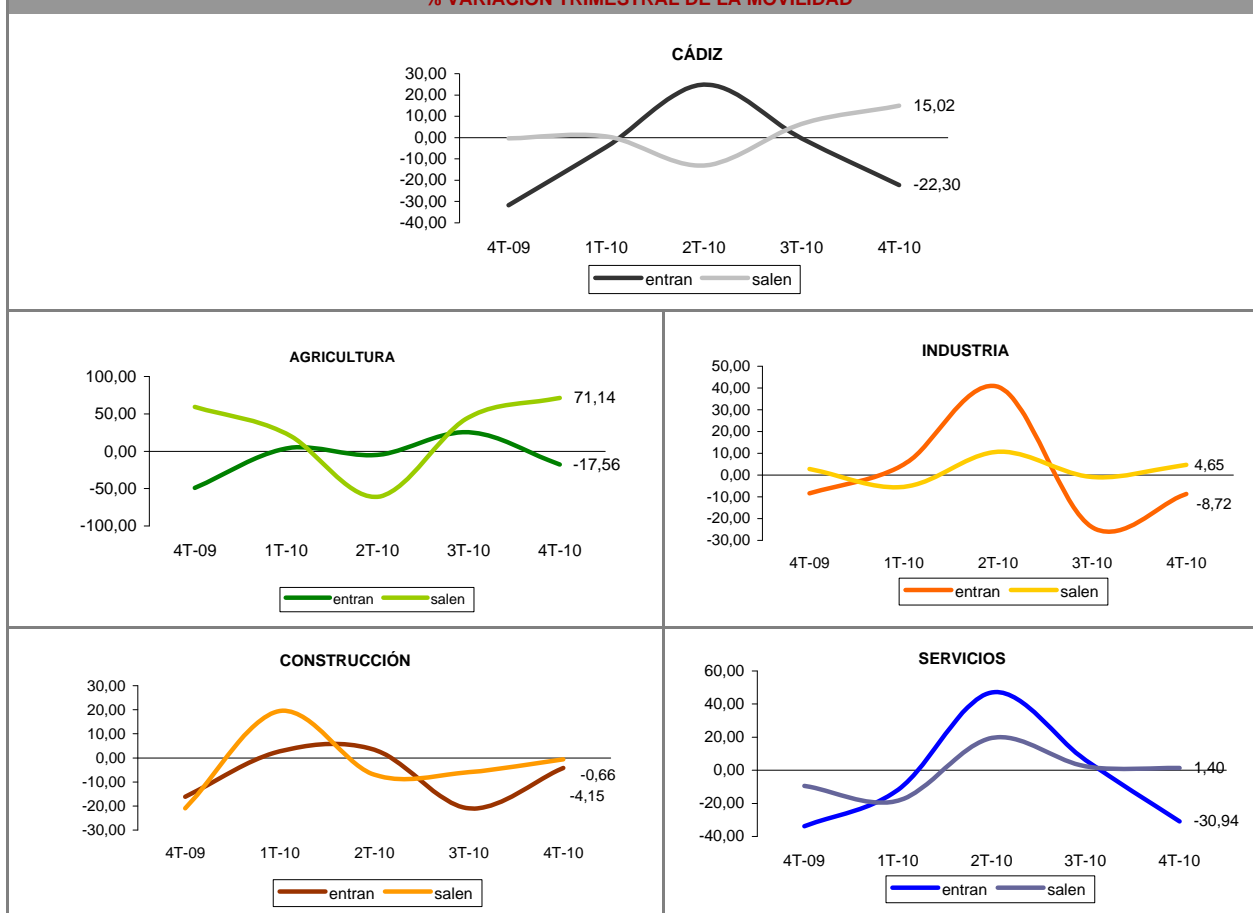 % VARIACIÓN TRIMESTRAL DE LA MOVILIDAD
CÁDIZ
30,00
20,00
10,00
0,00
-10,00
-20,00
-30,00
-40,00
15,02
-22,30
4T-09 1T-10 2T-10 3T-10 4T-10
entran salen
AGRICULTURA
100,00
50,00
0,00
-50,00
-100,00
71,14
-17,56
4T-09 1T-10 2T-10 3T-10 4T-10
entran salen
INDUSTRIA
50,00
40,00
30,00
20,00
10,00
0,00
-10,00
-20,00
-30,00
4,65
-8,72
4T-09 1T-10 2T-10 3T-10 4T-10
entran salen
CONSTRUCCIÓN
30,00
20,00
10,00
0,00
-10,00
-20,00
-30,00
-0,66
-4,15
4T-09 1T-10 2T-10 3T-10 4T-10
entran salen
SERVICIOS
60,00
40,00
20,00
0,00
-20,00
-40,00
1,40
-30,94
4T-09 1T-10 2T-10 3T-10 4T-10
entran salen